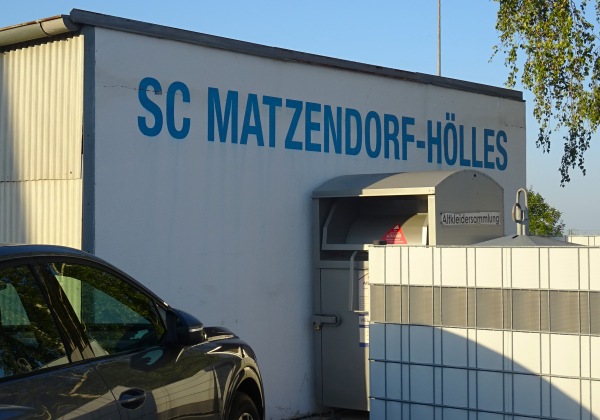 SC MATZENDORF-HÖLLES
Altkleidersammlung